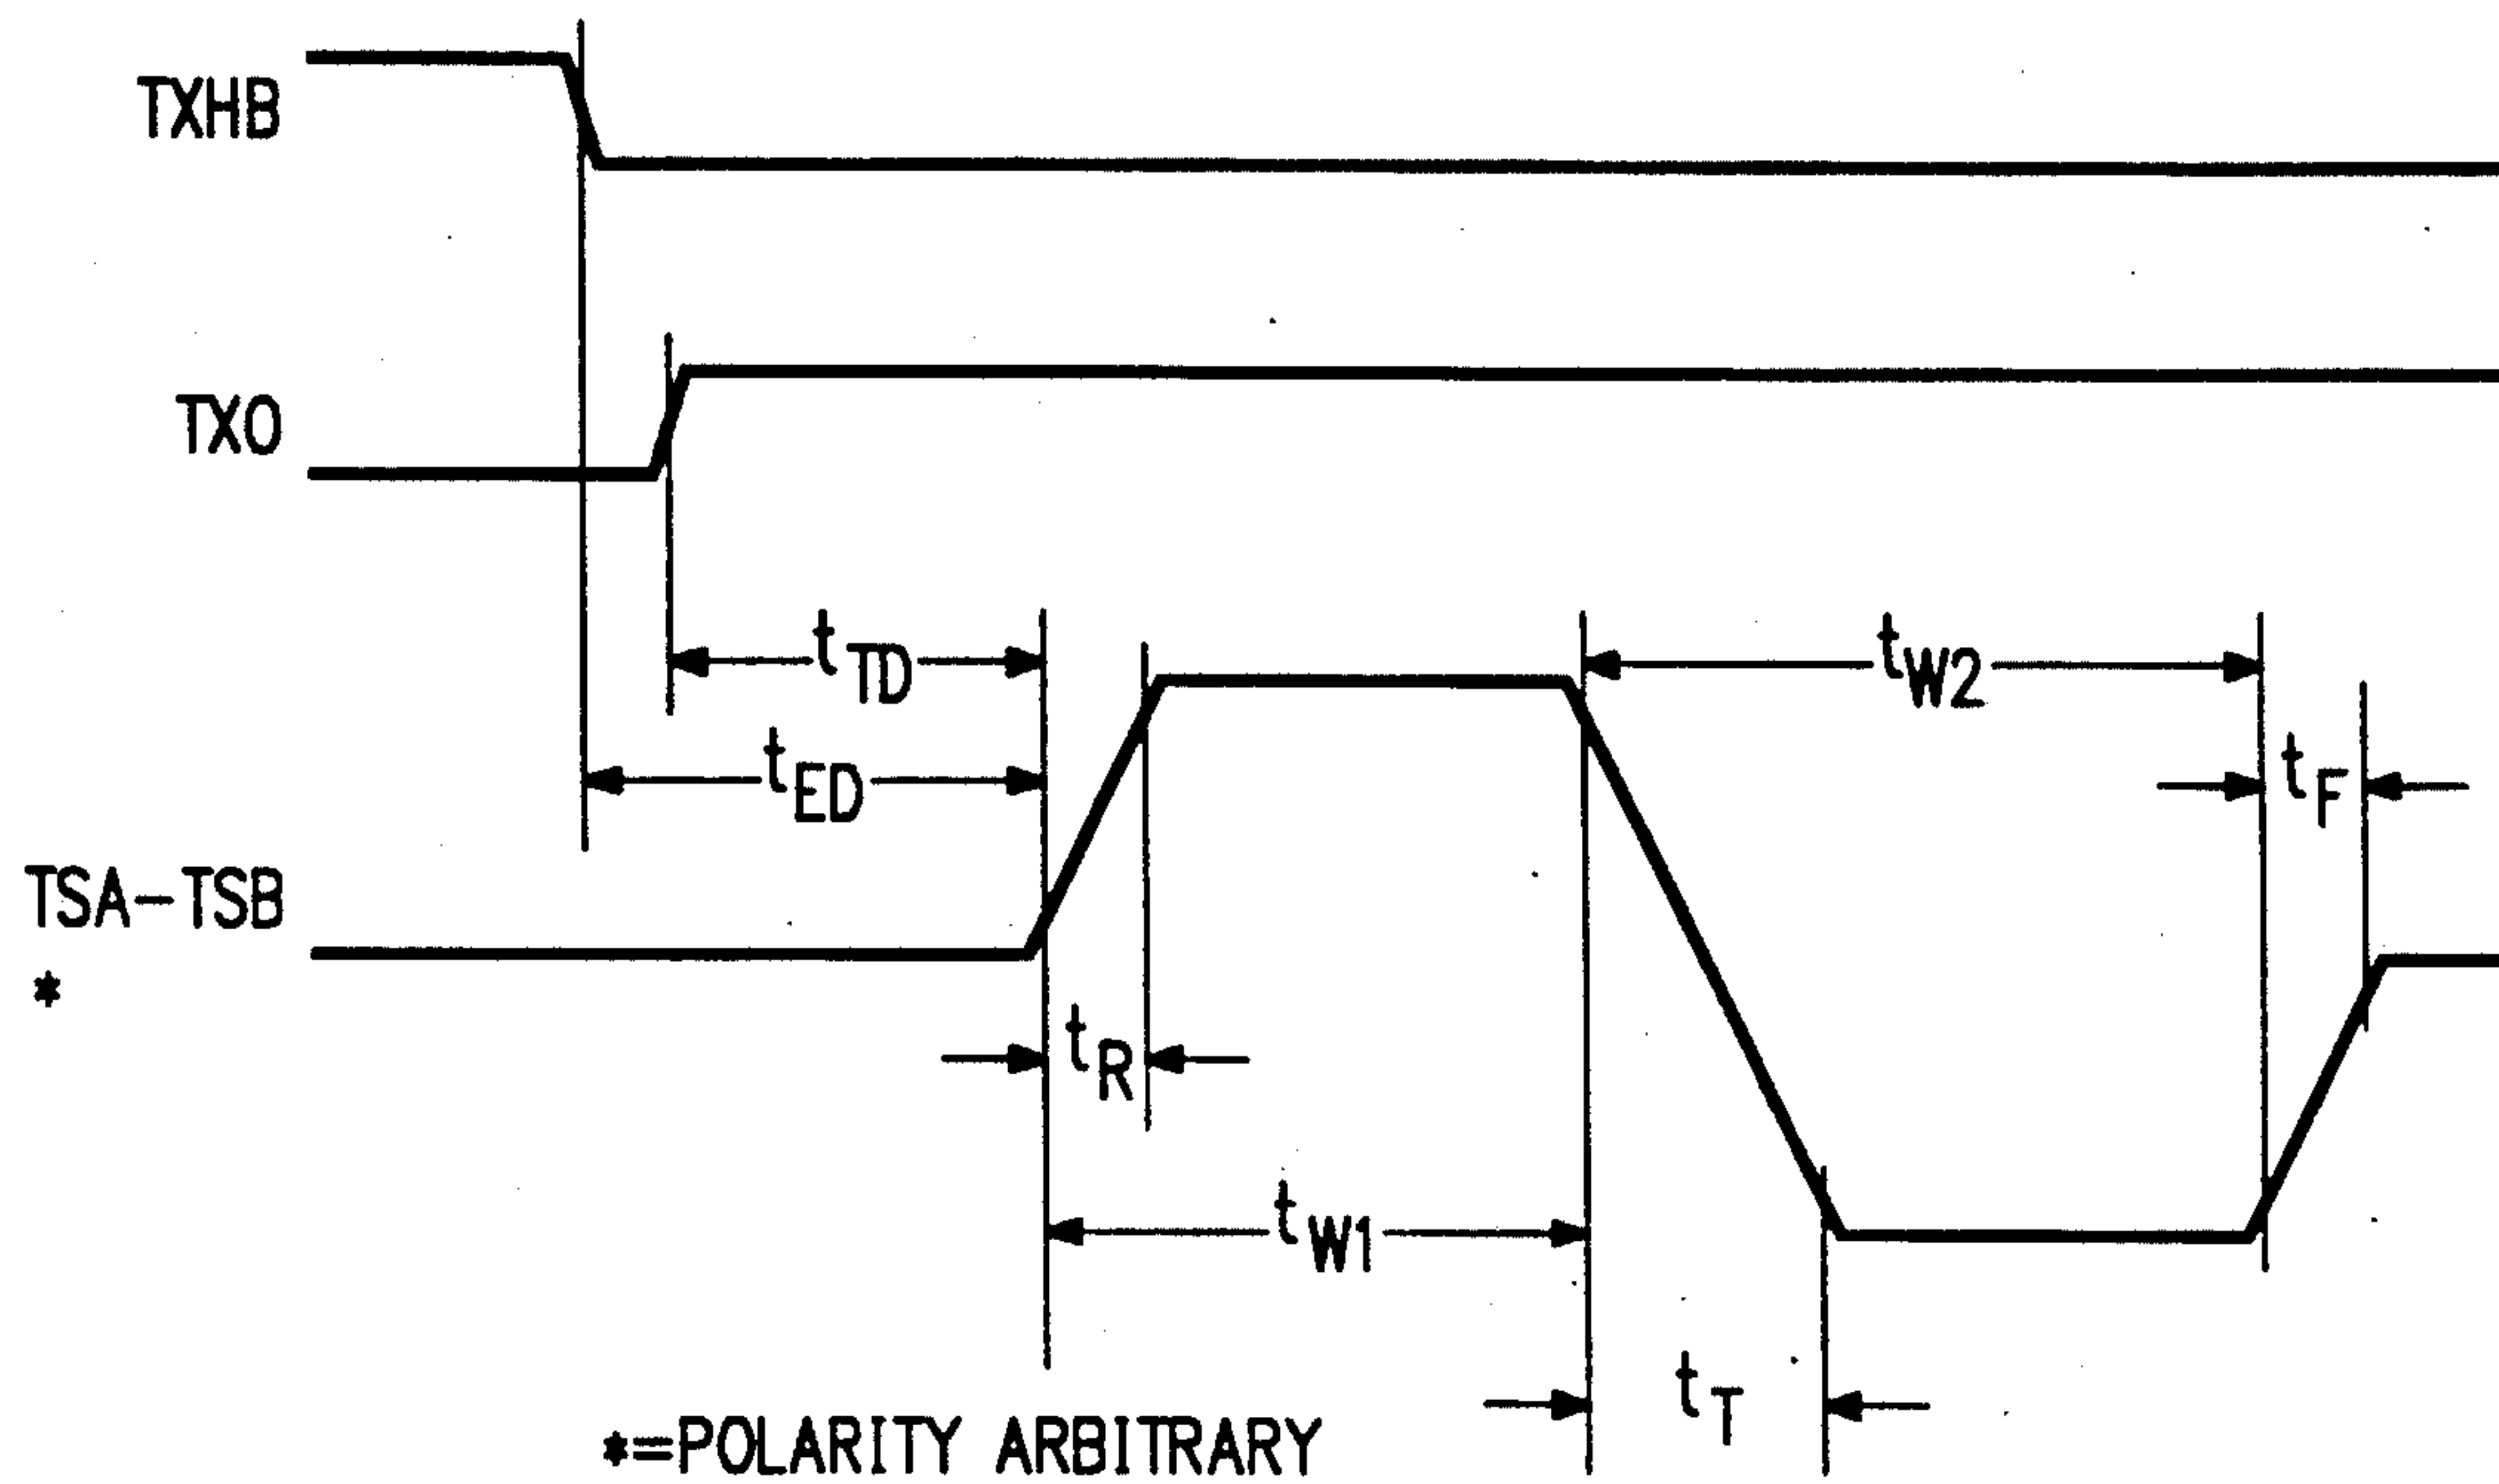 TXHB
TXO
tTD
tW2
tED
tF
TSA-TSB
*
tR
tW1
tT
*=POLARITY ARBITRARY